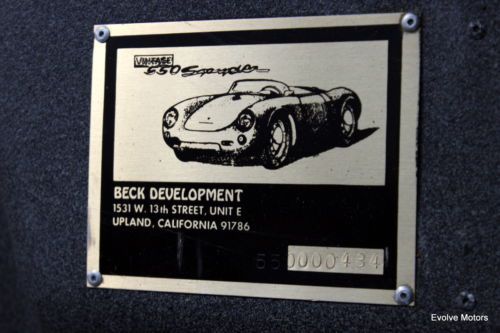 VINTAGE
550 Spyder
BECK DEVELOPMENT
1531 W. 13th STREET, UNIT E
UPLAND, CALIFORNIA 91786
550000434
Evolve Motors